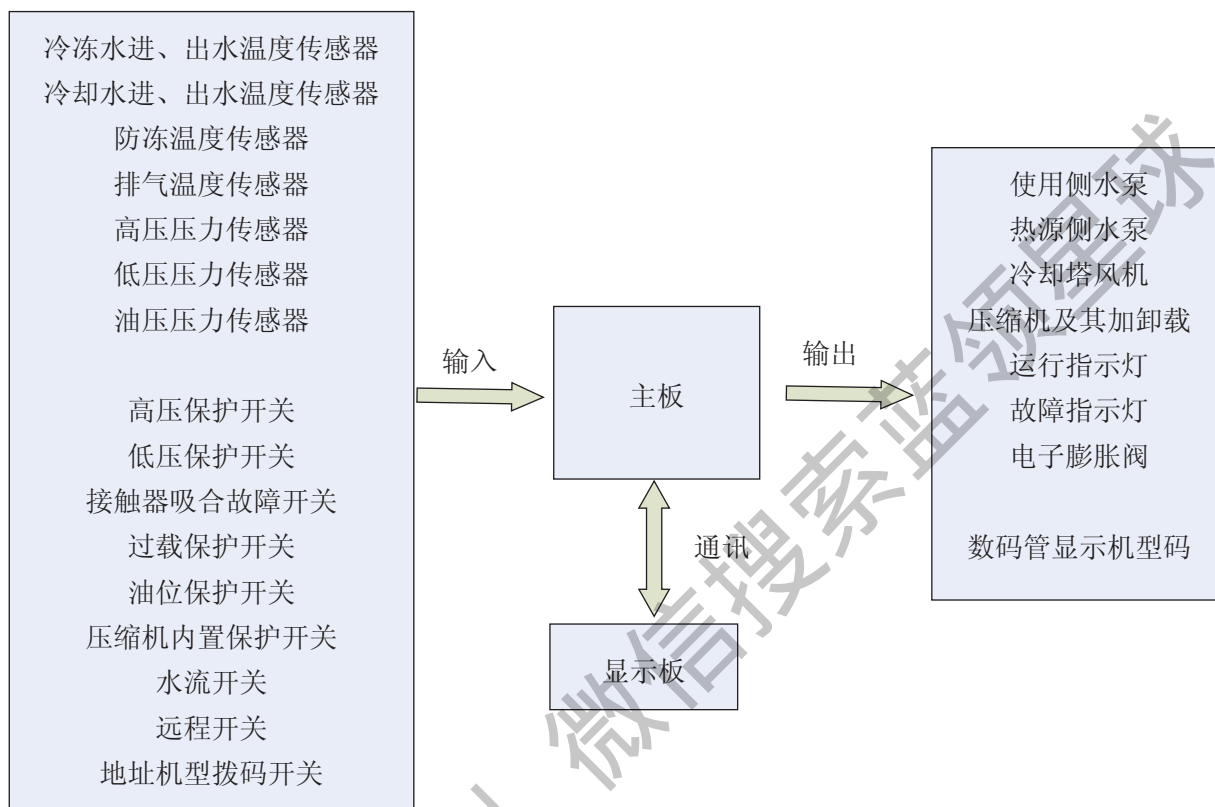 冷冻水进、出水温度传感器
冷却水进、出水温度传感器
防冻温度传感器
排气温度传感器
高压压力传感器
低压压力传感器
油压压力传感器
高压保护开关
低压保护开关
接触器吸合故障开关
过载保护开关
油位保护开关
压缩机内置保护开关
水流开关
远程开关
地址机型拨码开关
输入
主板
输出
通讯
显示板
使用侧水泵
热源侧水泵
冷却塔风机
压缩机及其加卸载
运行指示灯
故障指示灯
电子膨胀阀
数码管显示机型码
微信搜索蓝领星球